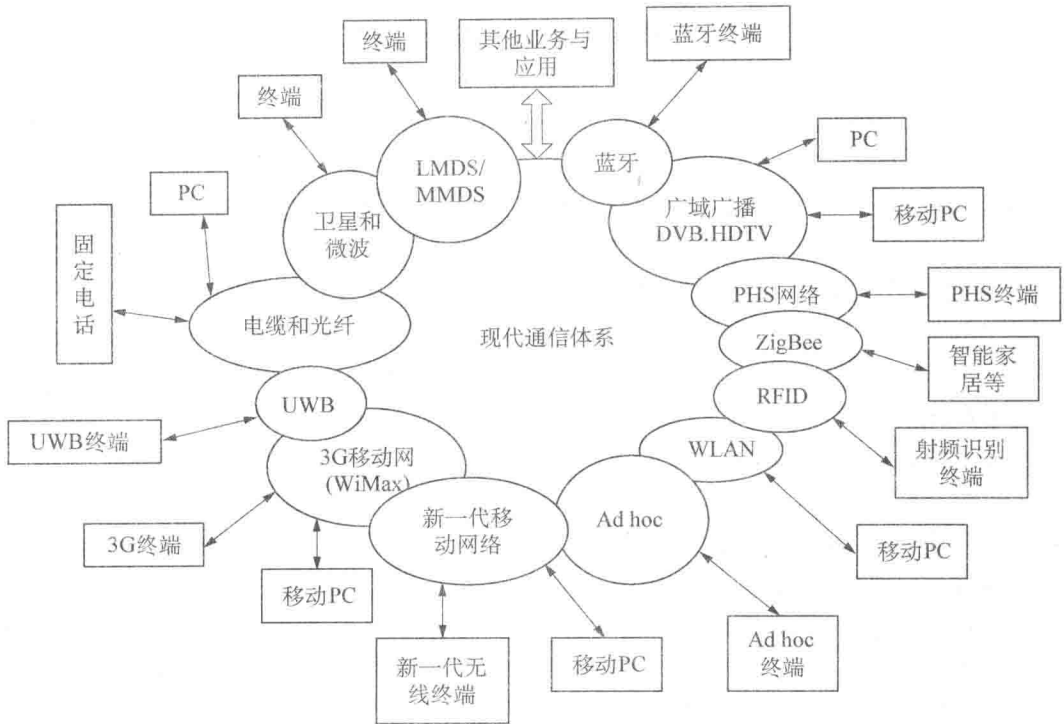 终端
其他业务与
应用
蓝牙终端
终端
LMDS/
MMDS
蓝牙
PC
PC
卫星和
微波
广域广播
DVB.HDTV
移动PC
固
定
电
话
电缆和光纤
现代通信体系
PHS网络
PHS终端
ZigBee
智能家
居等
UWB
RFID
UWB终端
3G移动网
(WiMax)
WLAN
射频识别
终端
新一代移
动网络
Ad hoc
3G终端
移动PC
移动PC
新一代无
线终端
移动PC
Ad hoc
终端